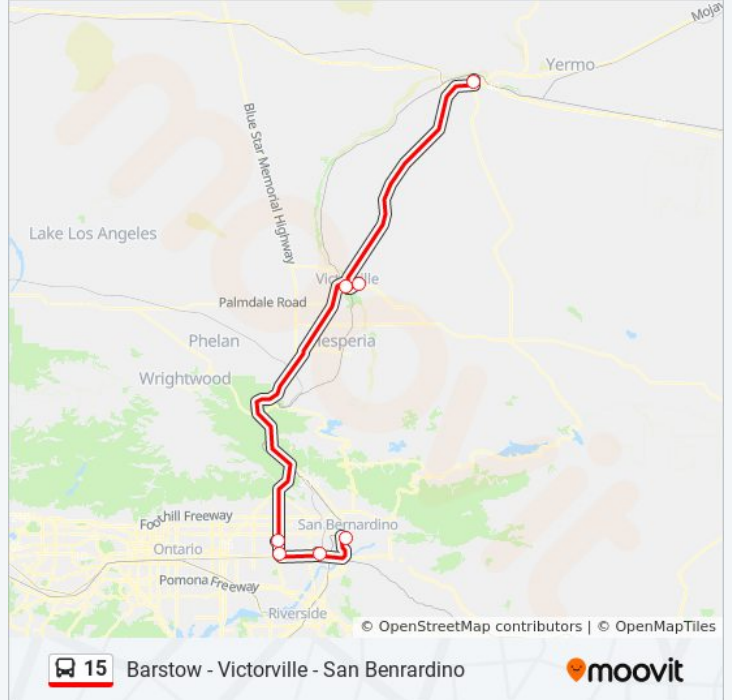 Mojav
Yermo
Blue Star Memorial Highway
Lake Los Angeles
Victorville
Palmdale Road
Phelan
Hesperia
Wrightwood
Foothill Freeway
San Bernardino
Ontario
Pomona Freeway
Riverside
© OpenStreetMap contributors | © OpenMapTiles
15 Barstow - Victorville - San Benrardino
moovit
moovit